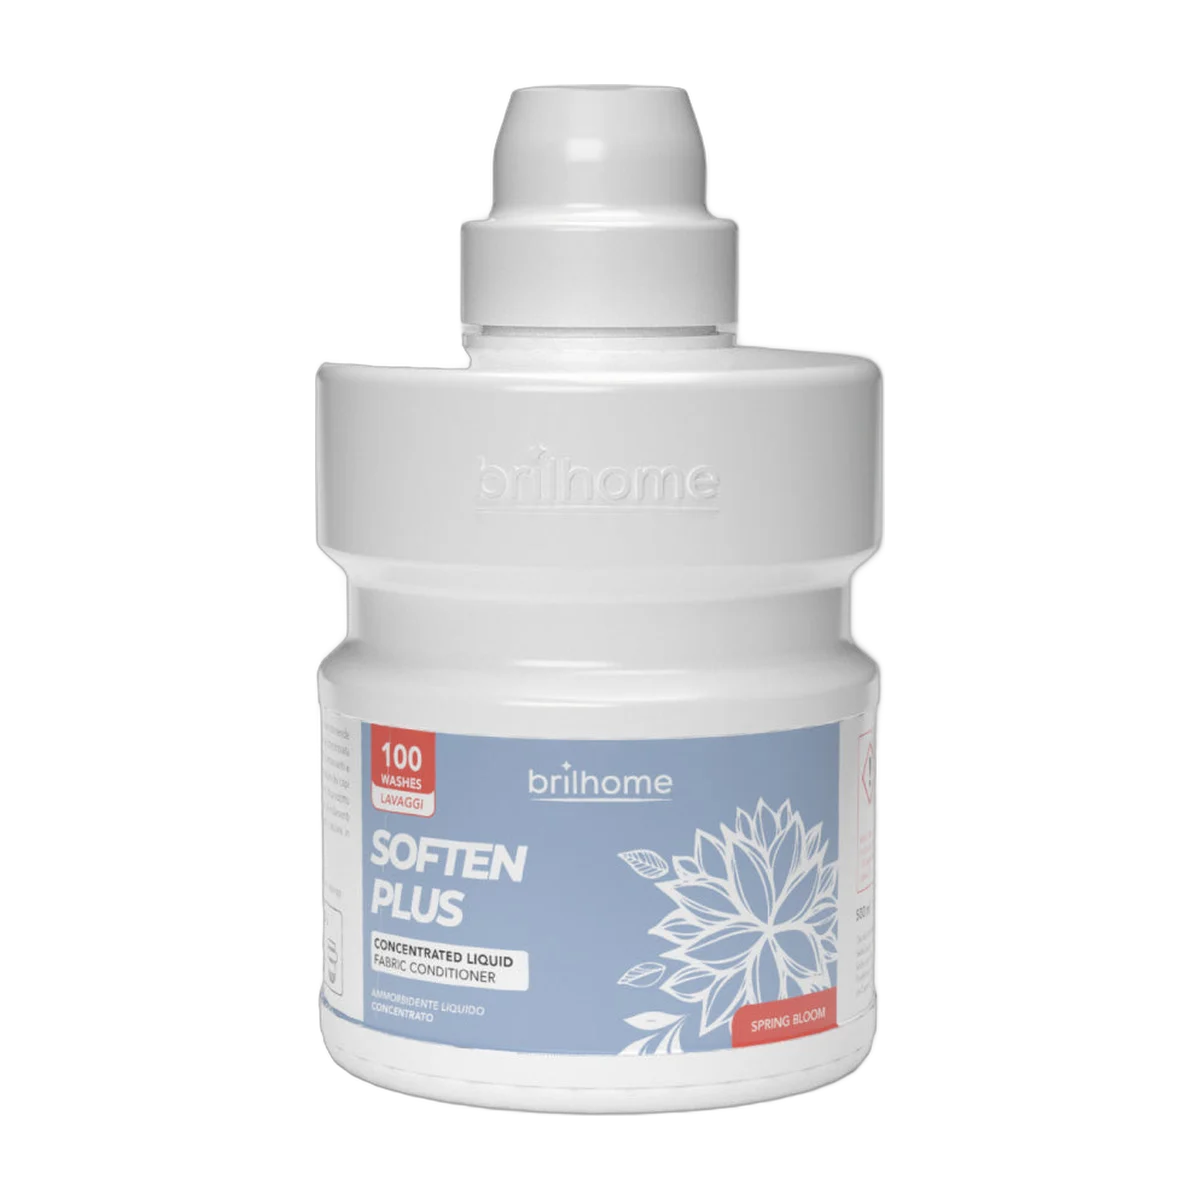 brilhome
100
WASHES
LAVAGGI
brilhome
SOFTEN
PLUS
CONCENTRATED LIQUID
FABRIC CONDITIONER
AMMORBIDENTE LIQUIDO
CONCENTRATO
SPRING BLOOM